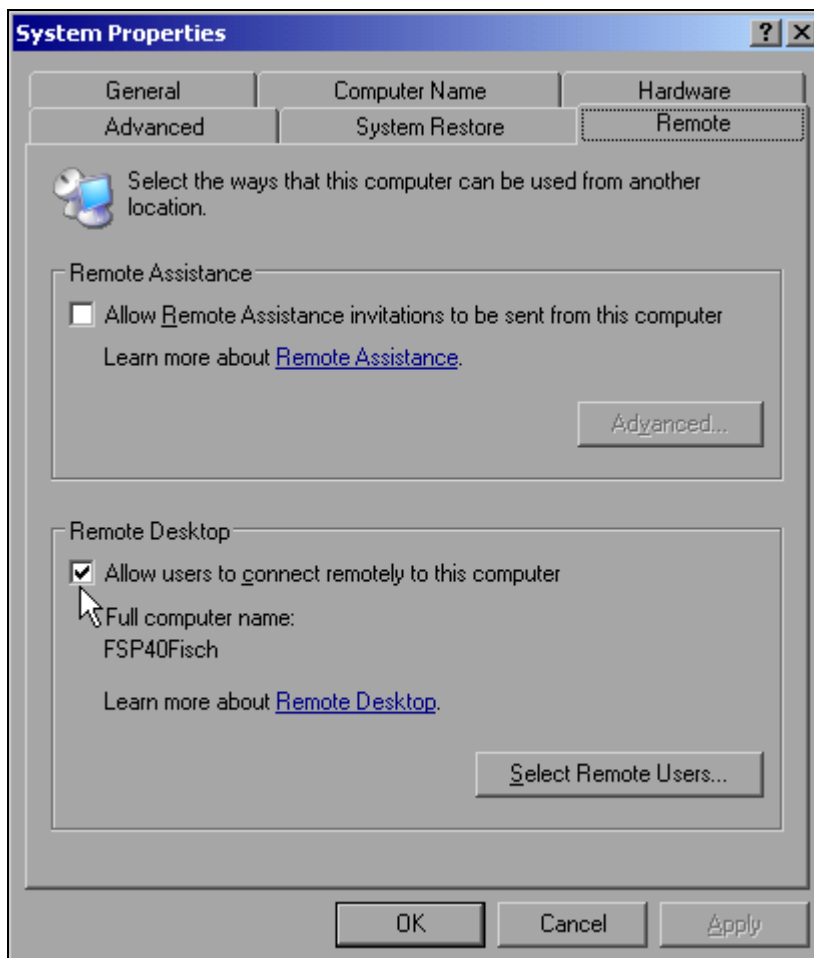 System Properties
General Computer Name Hardware
Advanced System Restore Remote
Select the ways that this computer can be used from another
location.
Remote Assistance
Allow Remote Assistance invitations to be sent from this computer
Learn more about Remote Assistance.
Advanced...
Remote Desktop
Allow users to connect remotely to this computer
Full computer name:
FSP40Fisch
Learn more about Remote Desktop.
Select Remote Users...
OK Cancel Apply